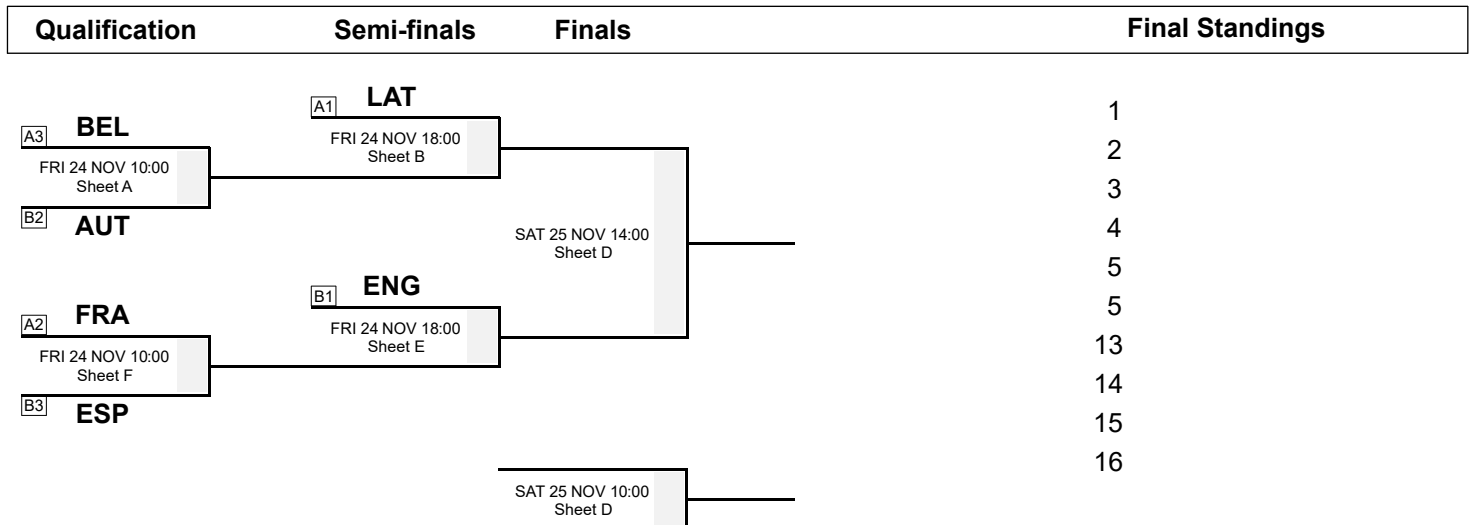 Qualification
Semi-finals
Finals
Final Standings
A1 LAT
FRI 24 NOV 18:00
Sheet B
A3 BEL
FRI 24 NOV 10:00
Sheet A
B2 AUT
SAT 25 NOV 14:00
Sheet D
B1 ENG
FRI 24 NOV 18:00
Sheet E
A2 FRA
FRI 24 NOV 10:00
Sheet F
B3 ESP
SAT 25 NOV 10:00
Sheet D
1
2
3
4
5
5
13
14
15
16